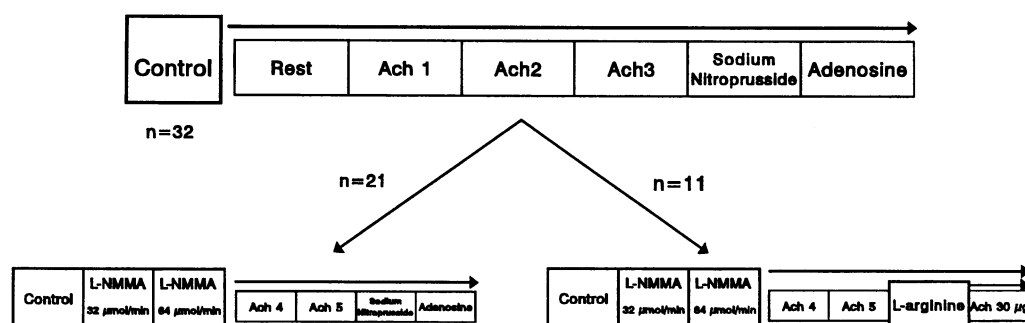 Control
Rest
Ach 1
Ach2
Ach3
Sodium
Nitroprusside
Adenosine
n=32
n=21
n=11
Control
L-NMMA
32 µmol/min
L-NMMA
64 µmol/min
Ach 4
Ach 5
Sodium
Nitroprusside
Adenosine
Control
L-NMMA
32 µmol/min
L-NMMA
64 µmol/min
Ach 4
Ach 5
L-arginine
Ach 30 µg